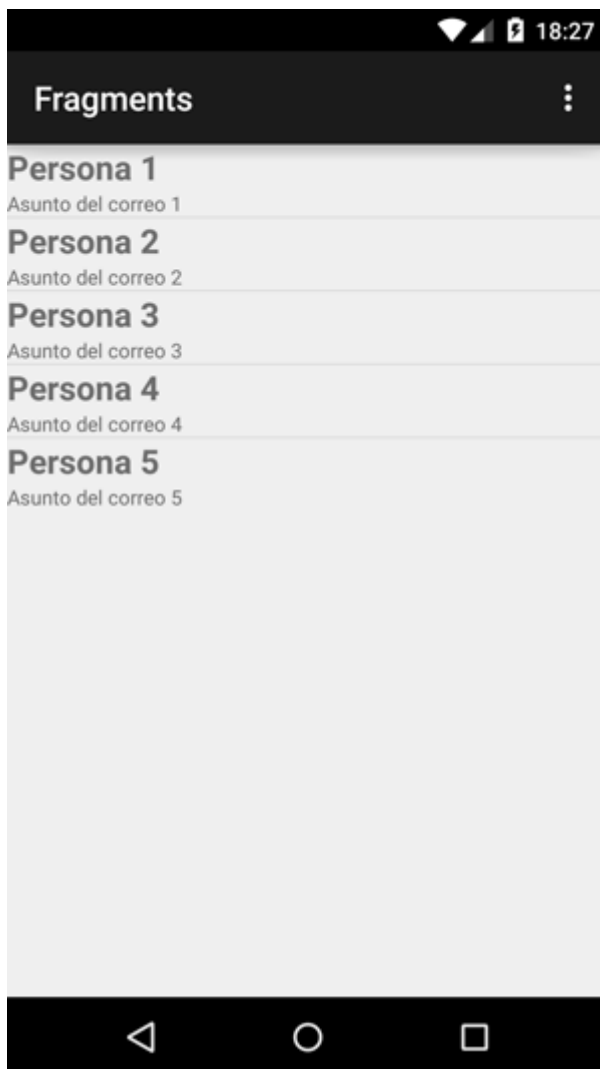 18:27
Fragments
Persona 1
Asunto del correo 1
Persona 2
Asunto del correo 2
Persona 3
Asunto del correo 3
Persona 4
Asunto del correo 4
Persona 5
Asunto del correo 5